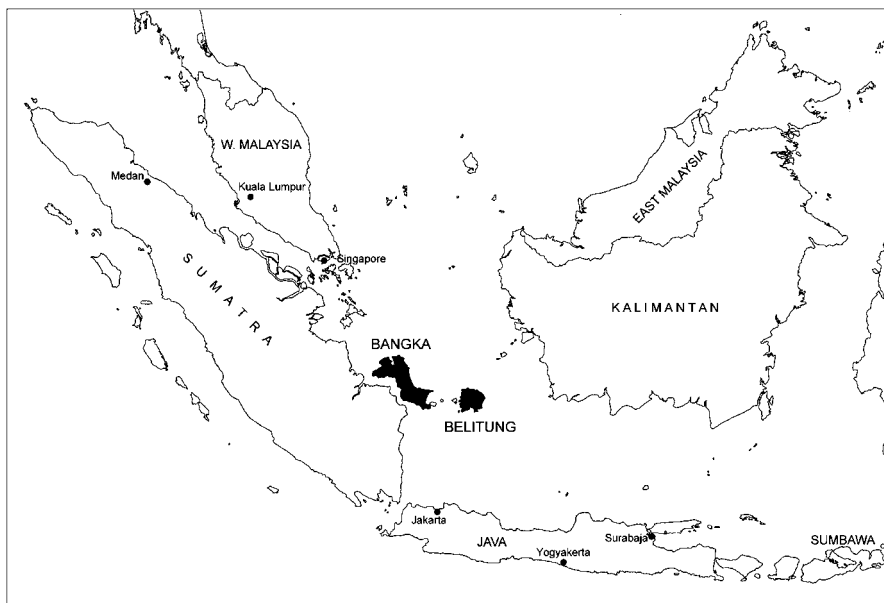 W. MALAYSIA
Medan
Kuala Lumpur
EAST MALAYSIA
Singapore
SUMATRA
KALIMANTAN
BANGKA
BELITUNG
Jakarta
JAVA
Surabaja
SUMBAWA
Yogyakerta